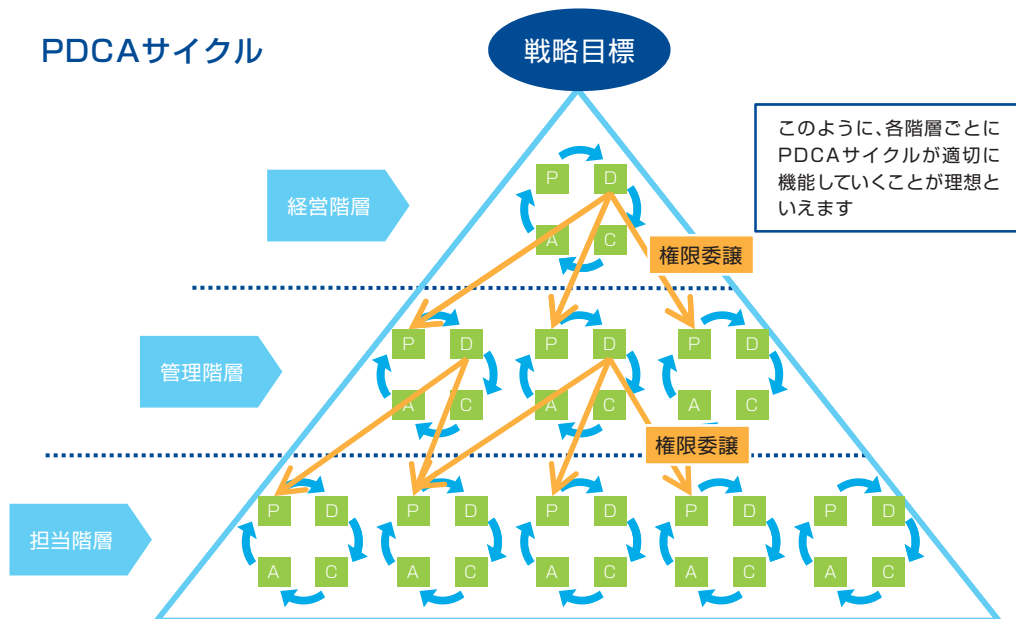 PDCAサイクル
戦略目標
このように、各階層ごとに
PDCAサイクルが適切に
機能していくことが理想と
いえます
経営階層
P D
A C
権限委譲
管理階層
P D P D P D
A C A C A C
権限委譲
担当階層
P D P D P D P D P D
A C A C A C A C A C